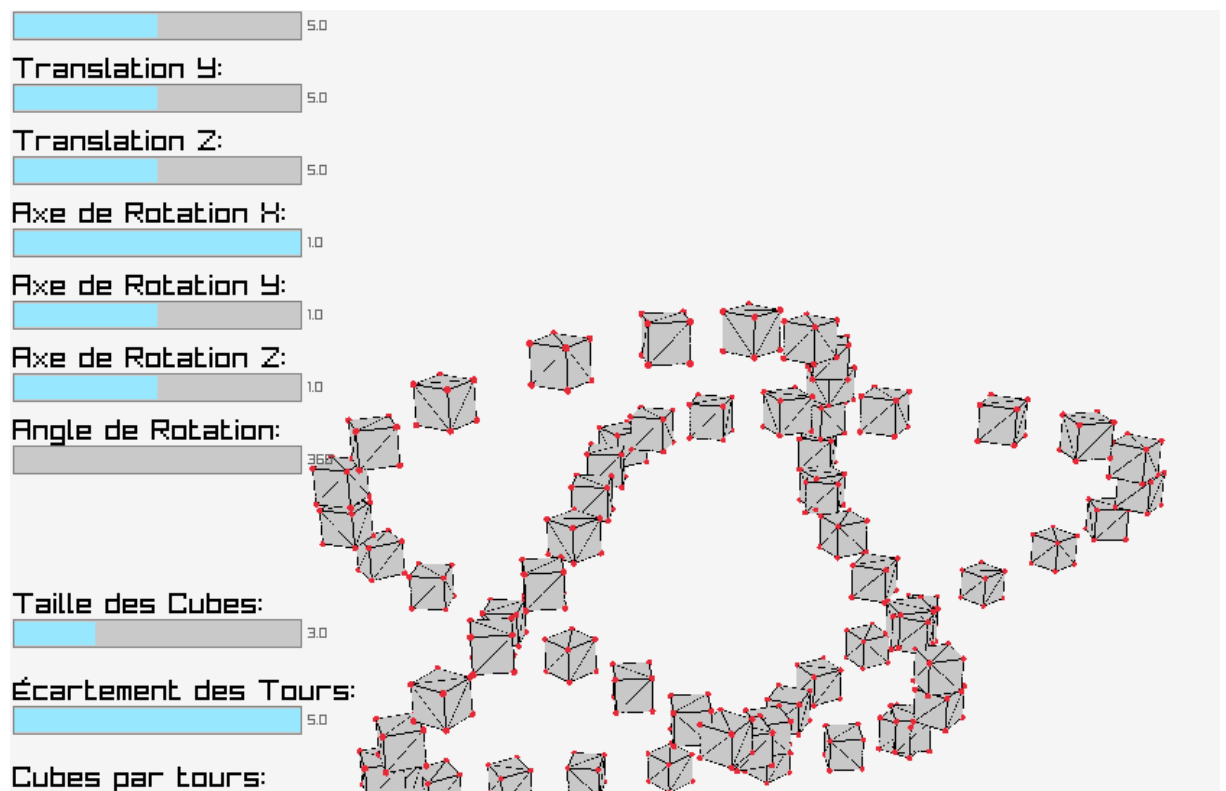 5.0
Translation Y:
5.0
Translation Z:
5.0
Axe de Rotation X:
1.0
Axe de Rotation Y:
1.0
Axe de Rotation Z:
1.0
Angle de Rotation:
360
Taille des Cubes:
3.0
Écartement des Tours:
5.0
Cubes par tours: